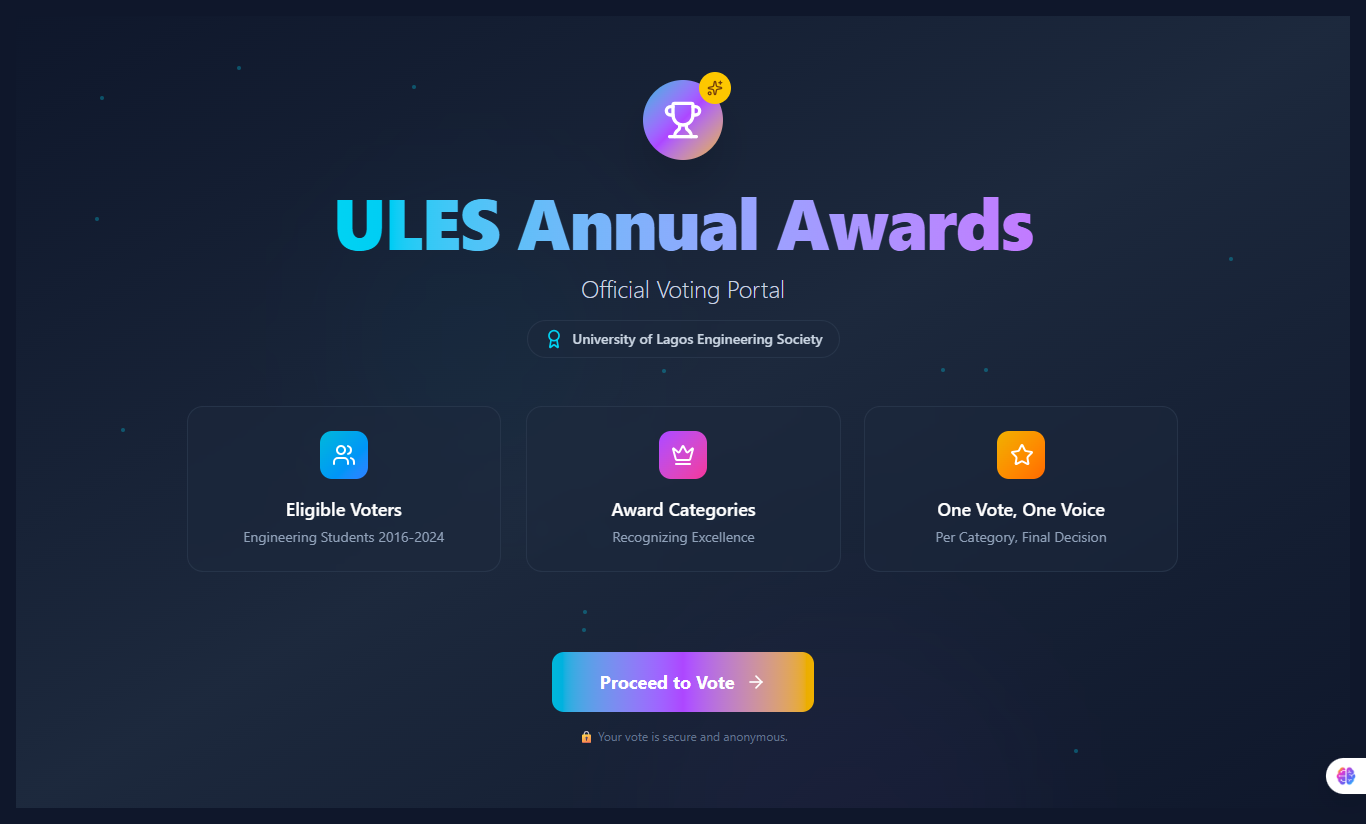 ULES Annual Awards
Official Voting Portal
University of Lagos Engineering Society
Eligible Voters
Engineering Students 2016-2024
Award Categories
Recognizing Excellence
One Vote, One Voice
Per Category, Final Decision
Proceed to Vote →
🔒 Your vote is secure and anonymous.